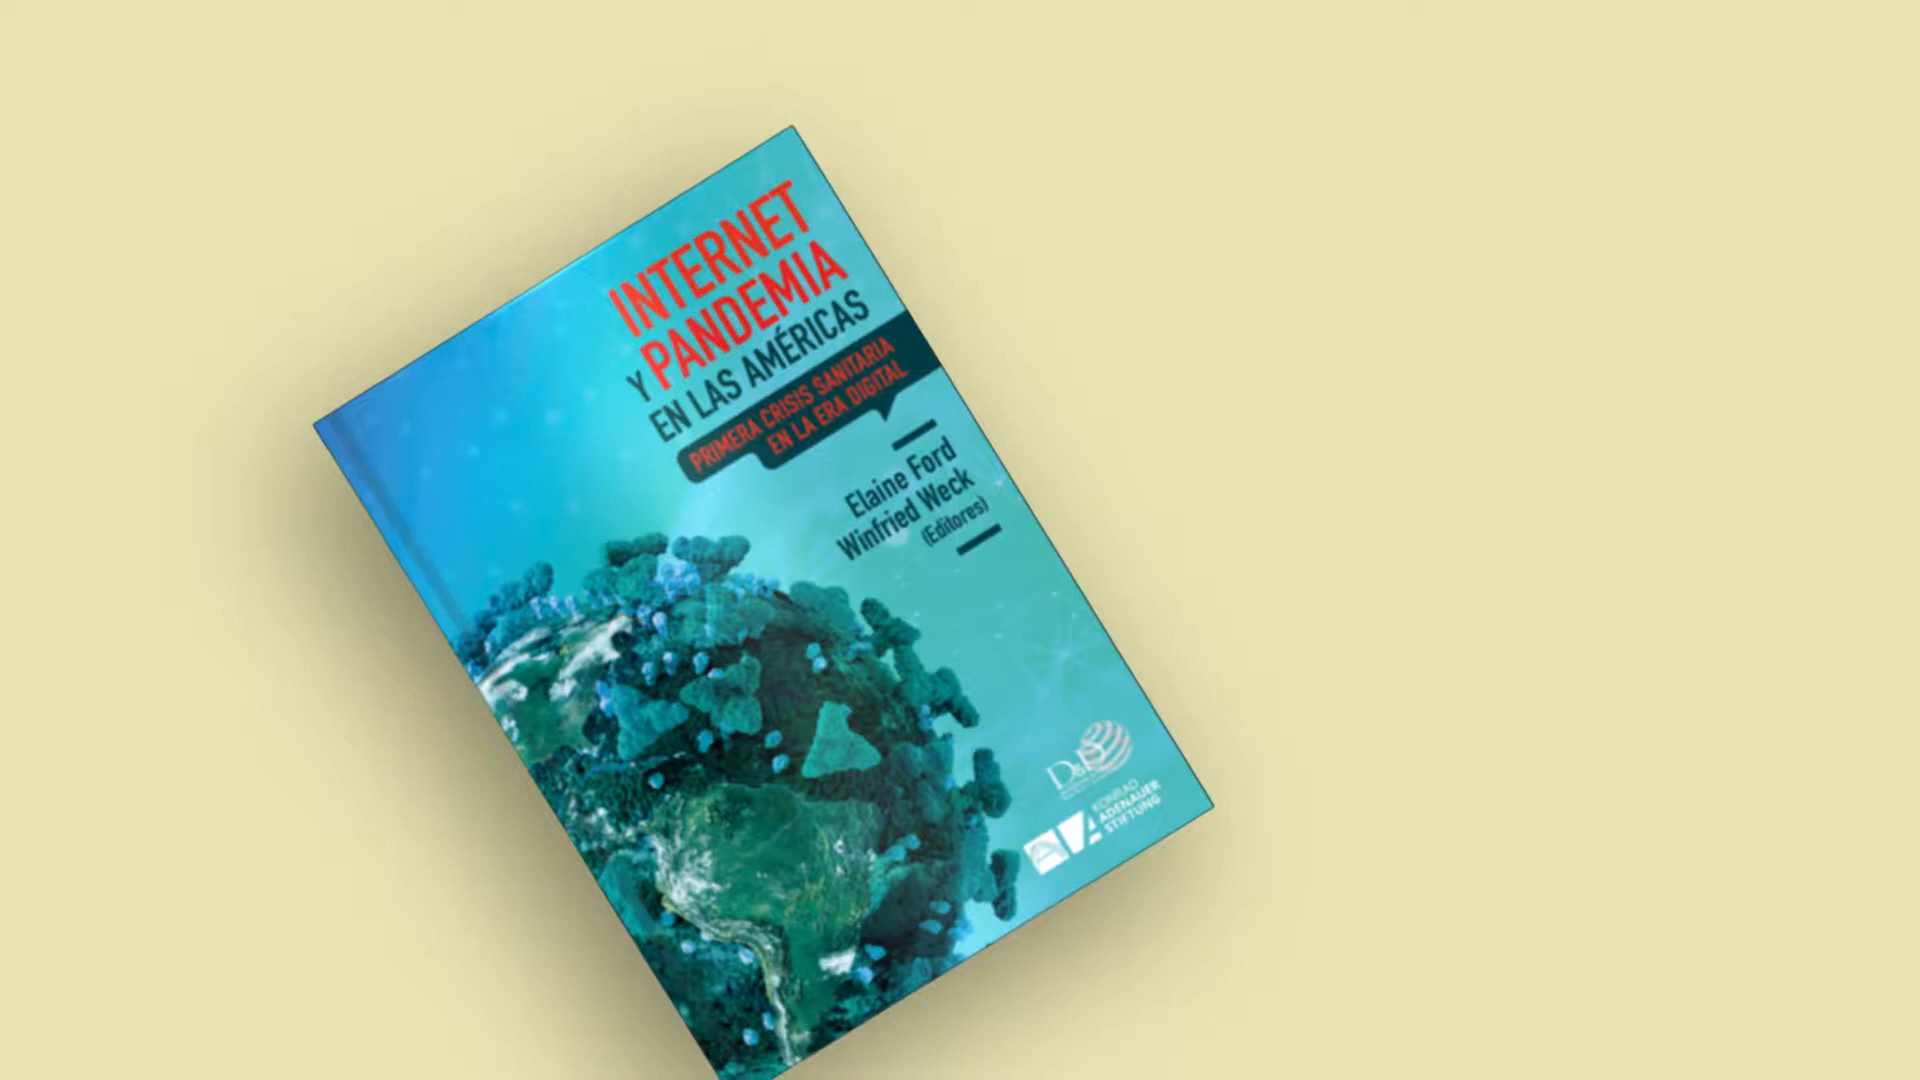 INTERNET
Y PANDEMIA
EN LAS AMÉRICAS
PRIMERA CRISIS SANITARIA
EN LA ERA DIGITAL
Elaine Ford
Winfried Weck
(Editores)
D&D
KONRAD
ADENAUER
STIFTUNG